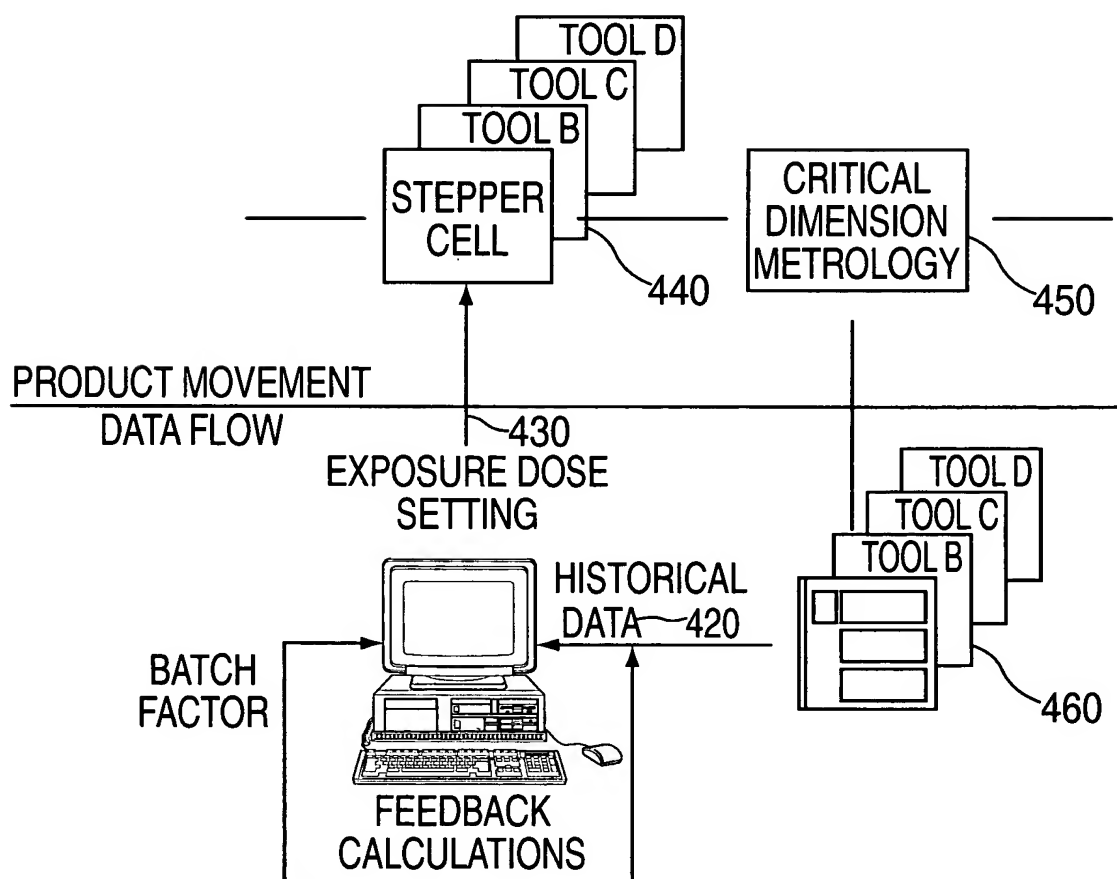 TOOL D
TOOL C
TOOL B
STEPPER
CELL
440
CRITICAL
DIMENSION
METROLOGY
450
PRODUCT MOVEMENT
DATA FLOW
430
EXPOSURE DOSE
SETTING
TOOL D
TOOL C
TOOL B
460
HISTORICAL
DATA 420
BATCH
FACTOR
FEEDBACK
CALCULATIONS